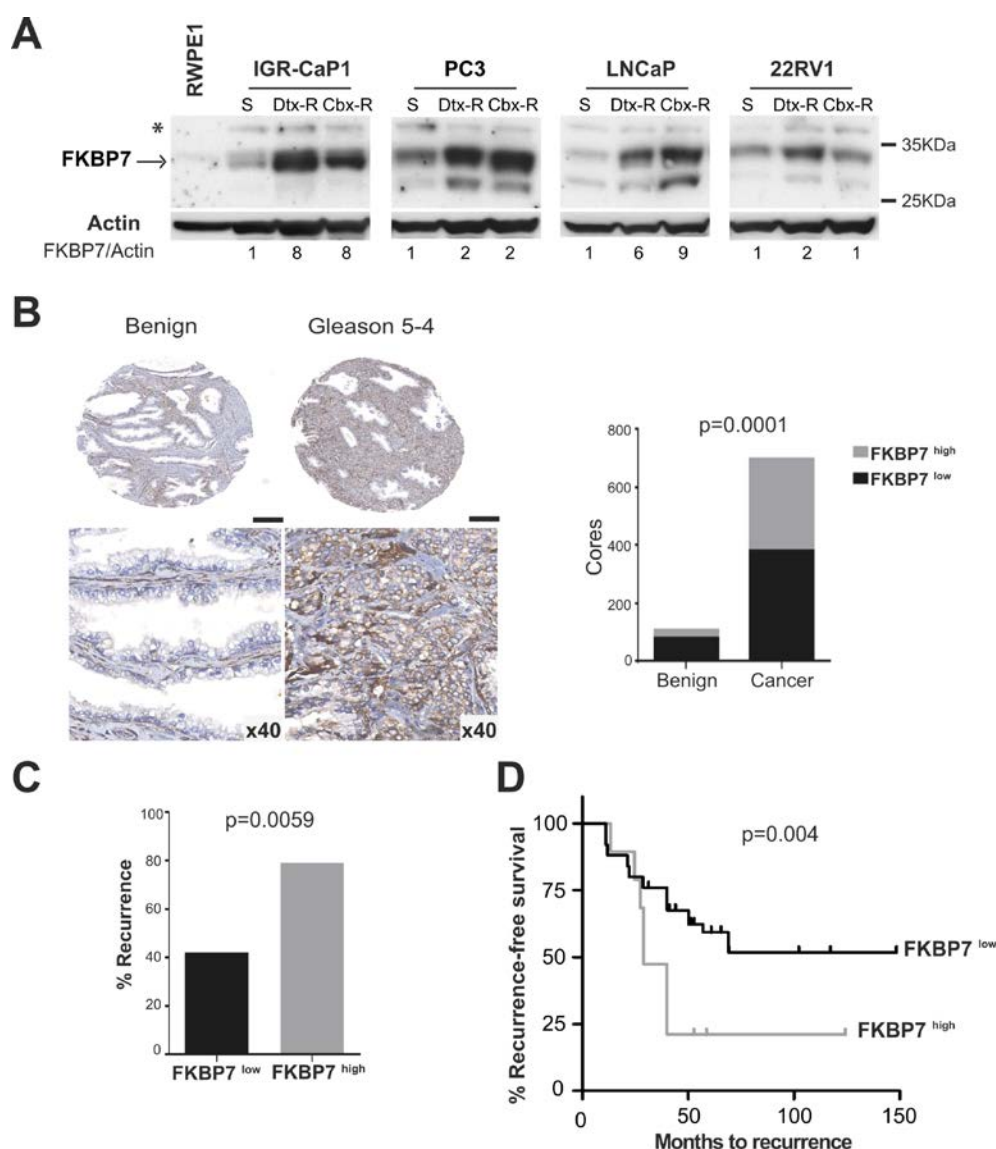 A
RWPE1
IGR-CaP1 PC3 LNCaP 22RV1
S Dtx-R Cbx-R S Dtx-R Cbx-R S Dtx-R Cbx-R S Dtx-R Cbx-R
*
FKBP7
35KDa
25KDa
Actin
FKBP7/Actin 1 8 8 1 2 2 1 6 9 1 2 1
B
Benign Gleason 5-4
x40 x40
p=0.0001
FKBP7 high
FKBP7 low
Cores
800
600
400
200
0
Benign Cancer
C
p=0.0059
% Recurrence
100
80
60
40
20
0
FKBP7 low FKBP7 high
D
p=0.004
% Recurrence-free survival
100
75
50
25
0
FKBP7 low
FKBP7 high
0 50 100 150
Months to recurrence